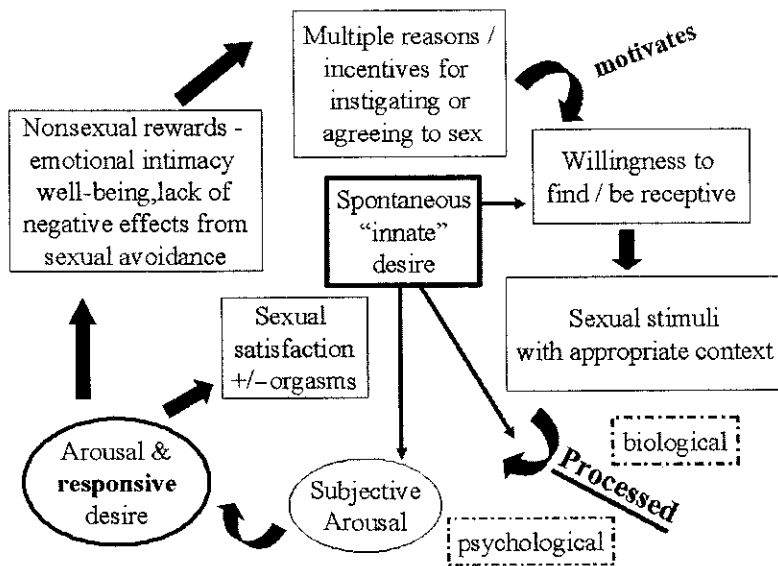 Multiple reasons /
incentives for
instigating or
agreeing to sex
motivates
Nonsexual rewards -
emotional intimacy
well-being,lack of
negative effects from
sexual avoidance
Willingness to
find / be receptive
Spontaneous
“innate”
desire
Sexual stimuli
with appropriate context
Sexual
satisfaction
+/-orgasms
biological
Processed
Arousal &
responsive
desire
Subjective
Arousal
psychological